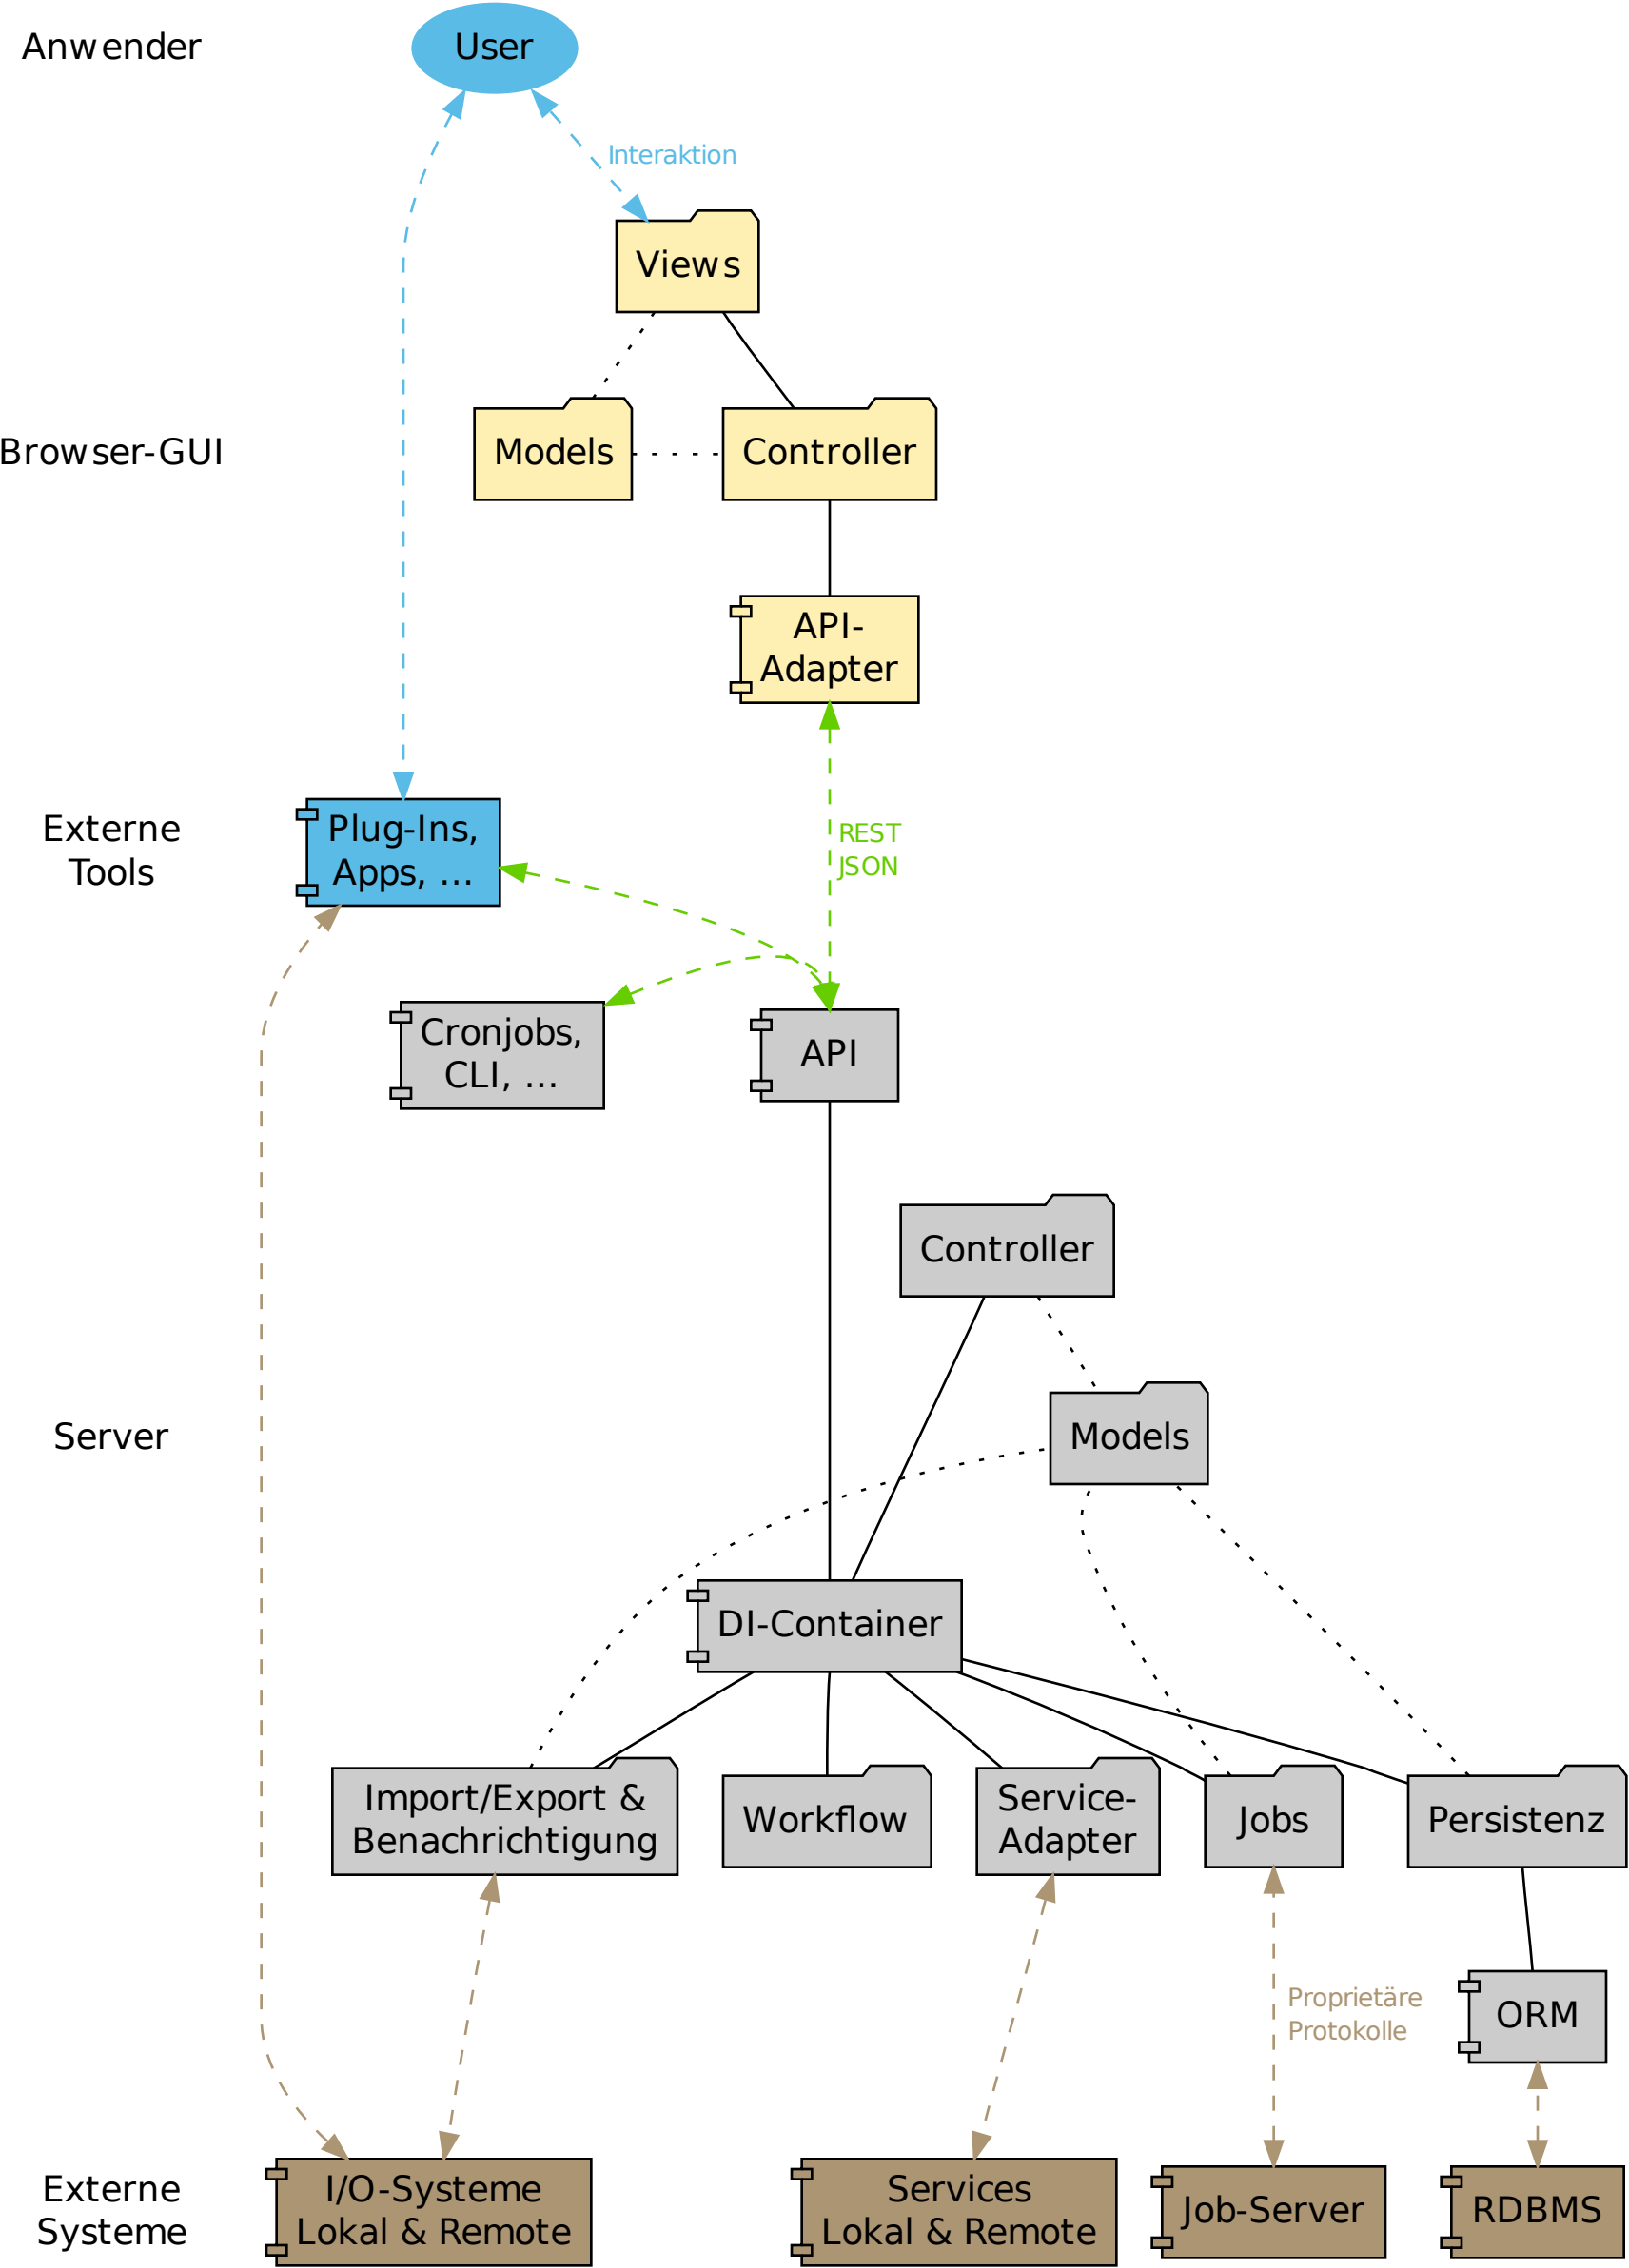 Anwender
User
Interaktion
Views
Browser-GUI
Models
Controller
API-
Adapter
Externe
Tools
Plug-Ins,
Apps, ...
REST
JSON
Cronjobs,
CLI, ...
API
Controller
Server
Models
DI-Container
Import/Export &
Benachrichtigung
Workflow
Service-
Adapter
Jobs
Persistenz
Proprietäre
Protokolle
ORM
Externe
Systeme
I/O-Systeme
Lokal & Remote
Services
Lokal & Remote
Job-Server
RDBMS